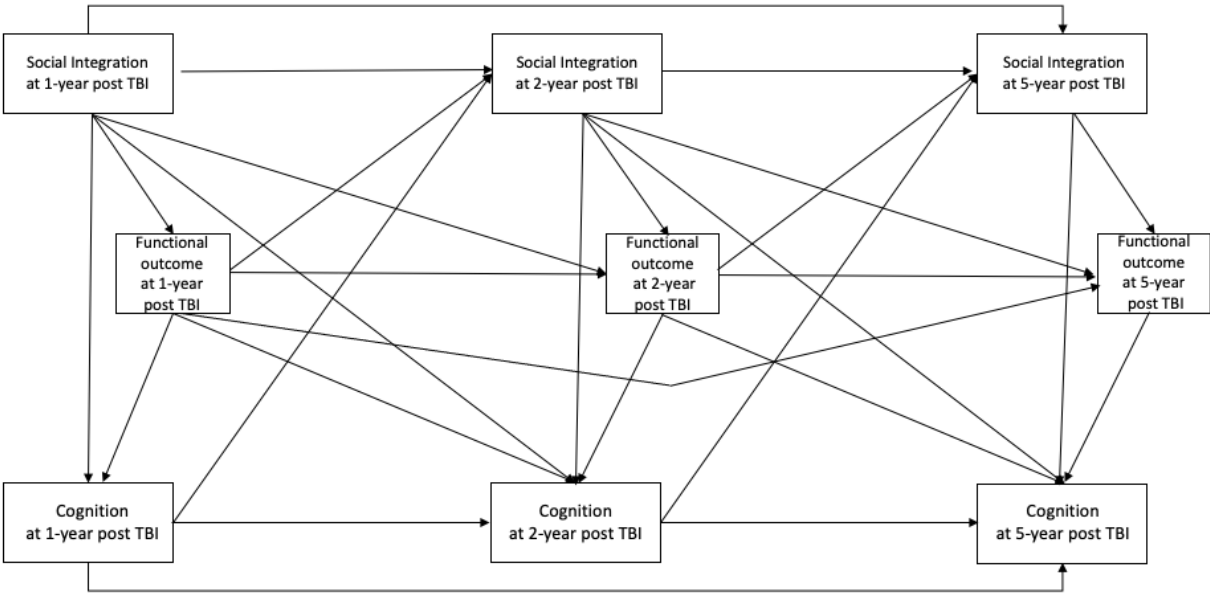 Social Integration
at 1-year post TBI
Social Integration
at 2-year post TBI
Social Integration
at 5-year post TBI
Functional
outcome
at 1-year
post TBI
Functional
outcome
at 2-year
post TBI
Functional
outcome
at 5-year
post TBI
Cognition
at 1-year post TBI
Cognition
at 2-year post TBI
Cognition
at 5-year post TBI